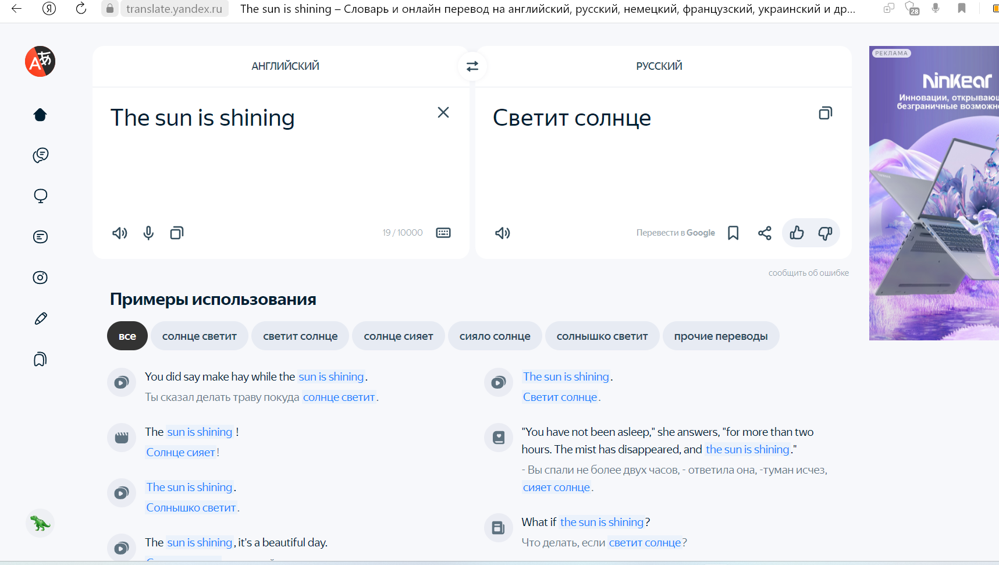 translate.yandex.ru
The sun is shining – Словарь и онлайн перевод на английский, русский, немецкий, французский, украинский и др...
28
АНГЛИЙСКИЙ
РУССКИЙ
The sun is shining
Светит солнце
19 / 10000
Перевести в Google
сообщить об ошибке
РЕКЛАМА
Ninkear
Инновации, открывающ
безграничные возможн
Примеры использования
все
солнце светит
светит солнце
солнце сияет
сияло солнце
солнышко светит
прочие переводы
You did say make hay while the sun is shining.
Ты сказал делать траву покуда солнце светит.
The sun is shining !
Солнце сияет!
The sun is shining.
Солнышко светит.
The sun is shining, it's a beautiful day.
The sun is shining.
Светит солнце.
"You have not been asleep," she answers, "for more than two
hours. The mist has disappeared, and the sun is shining."
- Вы спали не более двух часов, - ответила она, -туман исчез,
сияет солнце.
What if the sun is shining?
Что делать, если светит солнце?